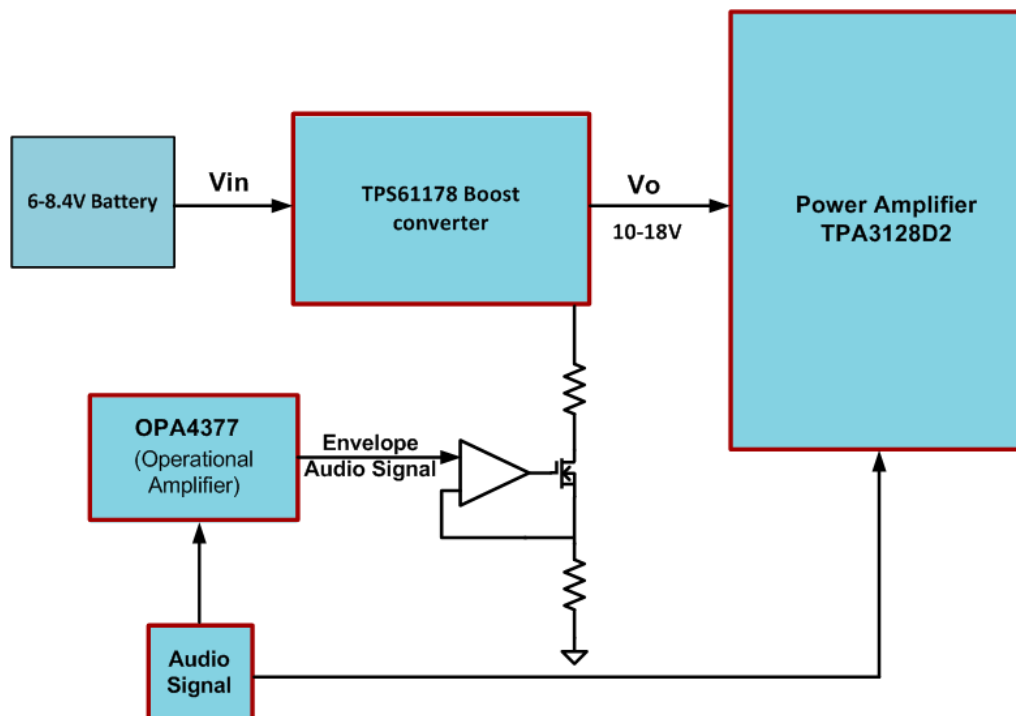 6-8.4V Battery
Vin
TPS61178 Boost
converter
Vo
10-18V
Power Amplifier
TPA3128D2
OPA4377
(Operational
Amplifier)
Envelope
Audio Signal
Audio
Signal